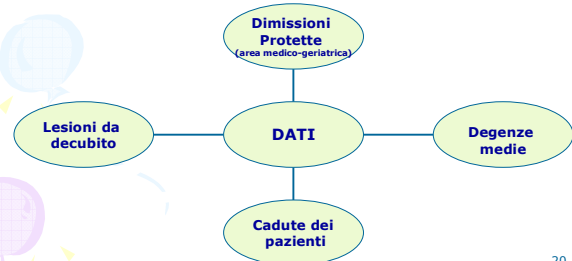 Dimissioni
Protette
(area medico-geriatrica)
Lesioni da
decubito
DATI
Degenze
medie
Cadute dei
pazienti
20